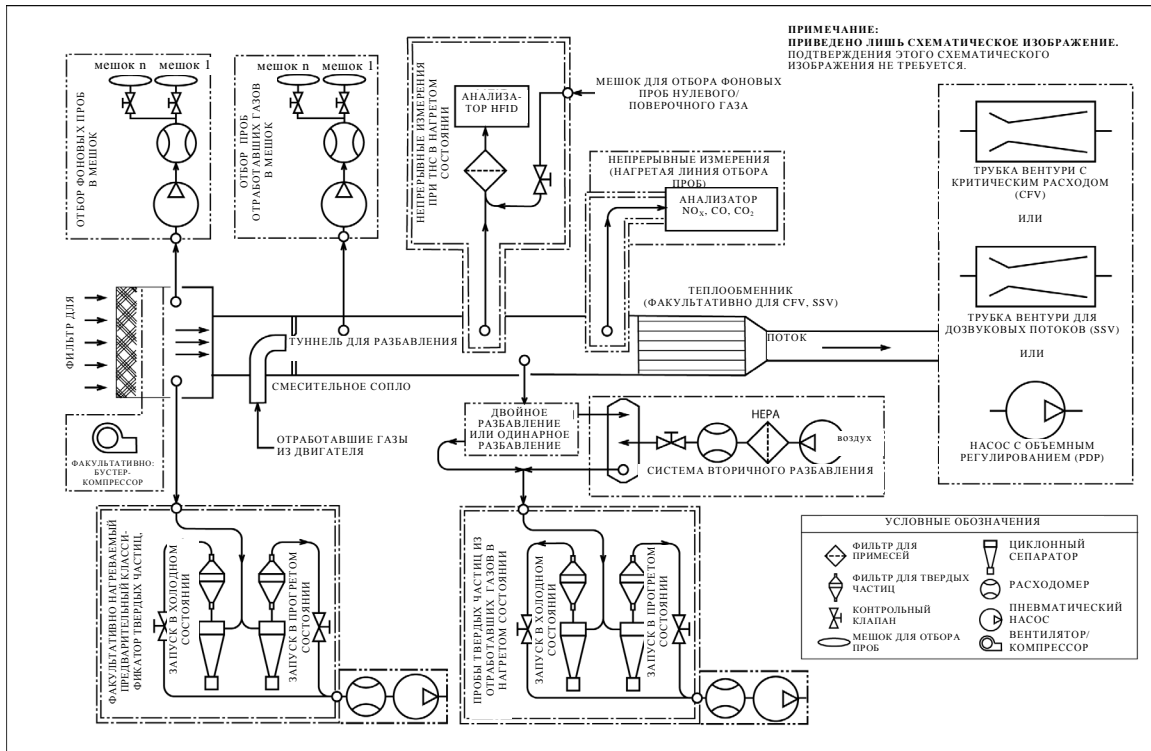 ПРИМЕЧАНИЕ:
ПРИВЕДЕНО ЛИШЬ СХЕМАТИЧЕСКОЕ ИЗОБРАЖЕНИЕ.
ПОДТВЕРЖДЕНИЯ ЭТОГО СХЕМАТИЧЕСКОГО
ИЗОБРАЖЕНИЯ НЕ ТРЕБУЕТСЯ.
мешок n
мешок 1
ОТБОР ФОНОВЫХ ПРОБ
В МЕШОК
мешок n
мешок 1
ОТБОР ПРОБ
ОТРАБОТАВШИХ ГАЗОВ
В МЕШОК
НЕПРЕРЫВНЫЕ ИЗМЕРЕНИЯ
ПРИ ТНС В НАГРЕТОМ
СОСТОЯНИИ
АНАЛИЗА-
ТОР HFID
МЕШОК ДЛЯ ОТБОРА ФОНОВЫХ
ПРОБ НУЛЕВОГО/
ПОВЕРОЧНОГО ГАЗА
НЕПРЕРЫВНЫЕ ИЗМЕРЕНИЯ
(НАГРЕТАЯ ЛИНИЯ ОТБОРА
ПРОБ)
АНАЛИЗАТОР
NOX, CO, CO2
ТРУБКА ВЕНТУРИ С
КРИТИЧЕСКИМ РАСХОДОМ
(CFV)
ИЛИ
ТРУБКА ВЕНТУРИ ДЛЯ
ДОЗВУКОВЫХ ПОТОКОВ (SSV)
ИЛИ
НАСОС С ОБЪЕМНЫМ
РЕГУЛИРОВАНИЕМ (PDP)
ФИЛЬТР ДЛЯ
ТУННЕЛЬ ДЛЯ РАЗБАВЛЕНИЯ
ТЕПЛООБМЕННИК
(ФАКУЛЬТАТИВНО ДЛЯ CFV, SSV)
ПОТОК
СМЕСИТЕЛЬНОЕ СОПЛО
ОТРАБОТАВШИЕ ГАЗЫ
ИЗ ДВИГАТЕЛЯ
ФАКУЛЬТАТИВНО:
БУСТЕР-
КОМПРЕССОР
ДВОЙНОЕ
РАЗБАВЛЕНИЕ
ИЛИ ОДИНАРНОЕ
РАЗБАВЛЕНИЕ
НЕРА
воздух
СИСТЕМА ВТОРИЧНОГО РАЗБАВЛЕНИЯ
ФАКУЛЬТАТИВНО НАГРЕВАЕМЫЙ
ПРЕДВАРИТЕЛЬНЫЙ КЛАССИ-
ФИКАТОР ТВЕРДЫХ ЧАСТИЦ,
ЗАПУСК В ХОЛОДНОМ
СОСТОЯНИИ
ЗАПУСК В ПРОГРЕТОМ
СОСТОЯНИИ
ПРОБЫ ТВЕРДЫХ ЧАСТИЦ ИЗ
ОТРАБОТАВШИХ ГАЗОВ В
НАГРЕТОМ СОСТОЯНИИ
ЗАПУСК В ХОЛОДНОМ
СОСТОЯНИИ
ЗАПУСК В ПРОГРЕТОМ
СОСТОЯНИИ
УСЛОВНЫЕ ОБОЗНАЧЕНИЯ
ФИЛЬТР ДЛЯ
ПРИМЕСЕЙ
ФИЛЬТР ДЛЯ ТВЕРДЫХ
ЧАСТИЦ
КОНТРОЛЬНЫЙ
КЛАПАН
МЕШОК ДЛЯ ОТБОРА
ПРОБ
ЦИКЛОННЫЙ
СЕПАРАТОР
РАСХОДОМЕР
ПНЕВМАТИЧЕСКИЙ
НАСОС
ВЕНТИЛЯТОР/
КОМПРЕССОР